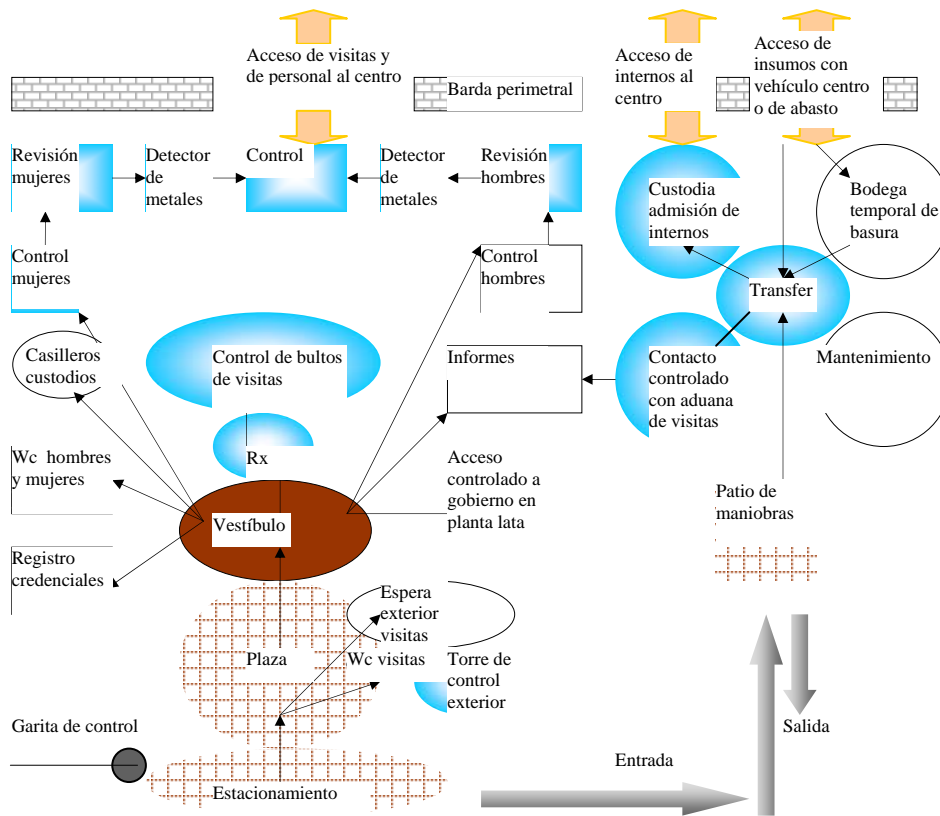 Acceso de visitas y
de personal al centro
Acceso de
internos al
centro
Acceso de
insumos con
vehículo centro
o de abasto
Barda perimetral
Revisión
mujeres
Detector
de
metales
Control
Detector
de
metales
Revisión
hombres
Custodia
admisión de
internos
Bodega
temporal de
basura
Control
mujeres
Control
hombres
Transfer
Casilleros
custodios
Control de bultos
de visitas
Informes
Contacto
controlado
con aduana
de visitas
Mantenimiento
Wc hombres
y mujeres
Rx
Acceso
controlado a
gobierno en
planta lata
Patio de
maniobras
Vestíbulo
Registro
credenciales
Espera
exterior
visitas
Plaza
Wc visitas
Torre de
control
exterior
Garita de control
Salida
Entrada
Estacionamiento